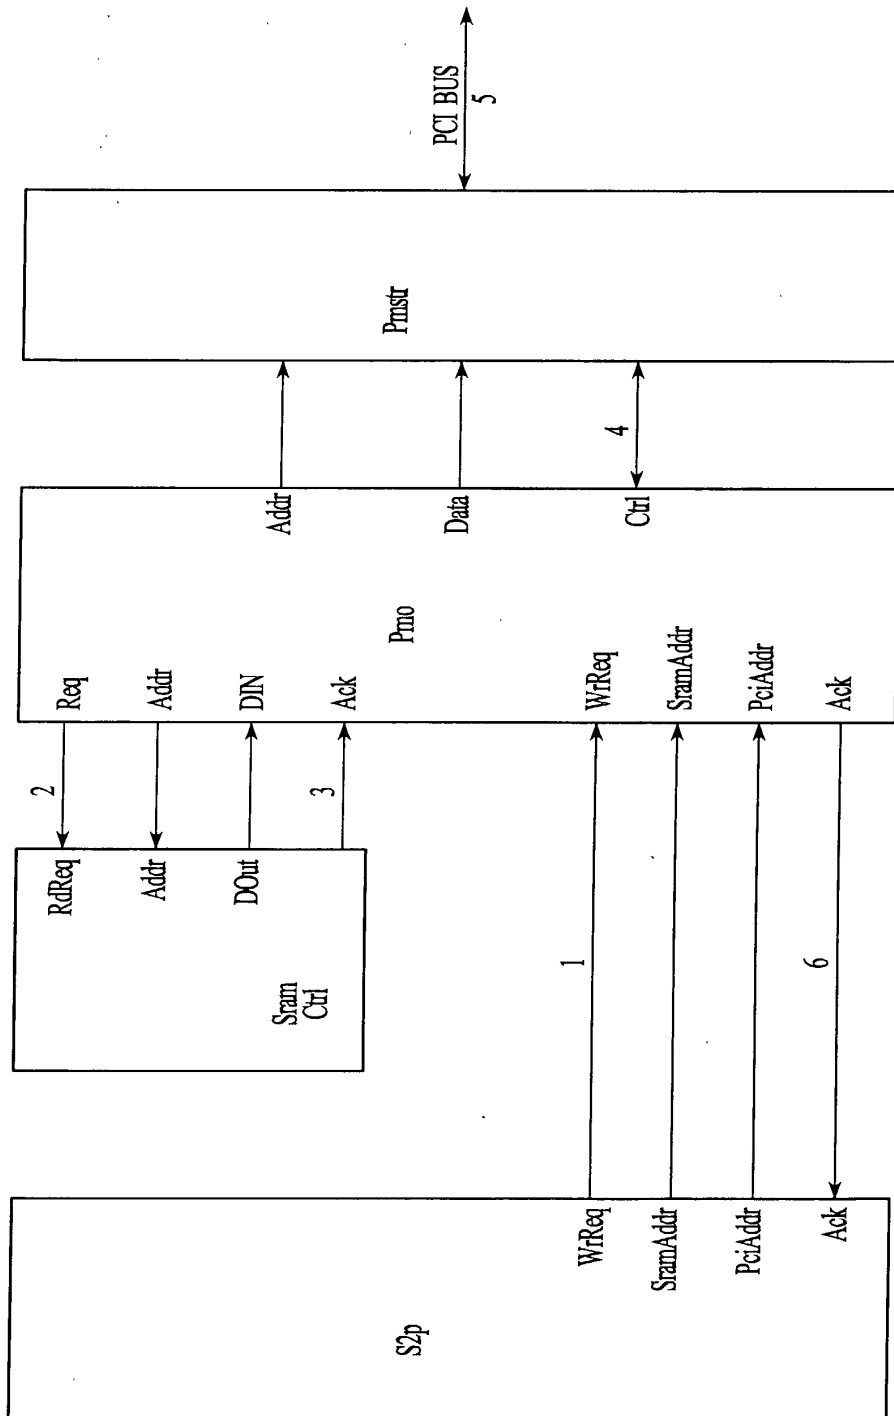 S2p
WrReq
SramAddr
PciAddr
Ack
1
6
Sram
Ctrl
RdReq
Addr
DOut
2
3
Req
Addr
DIN
Ack
WrReq
SramAddr
PciAddr
Ack
Pmo
Addr
Data
Ctrl
4
Pmstr
PCI BUS
5